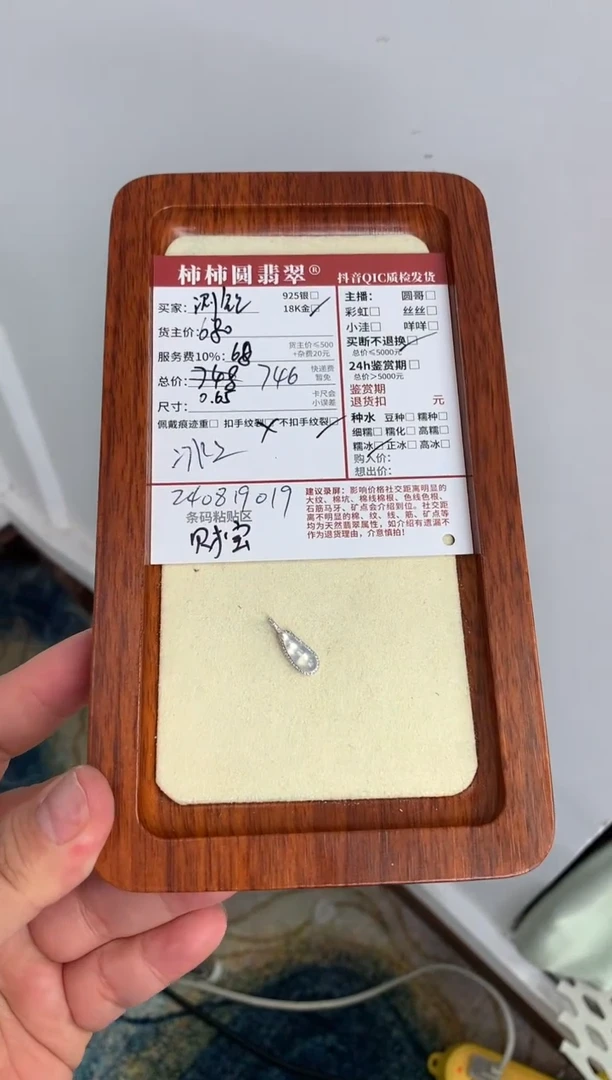 柿柿圆翡翠® 抖音QIC质检发货
买家: 925银□
18K金□
货主价: 680
货主价≤500
+杂费20元
服务费10%: 68
总价: 748 746 快递费
暂免
尺寸: 0.65 卡尺会
小误差
佩戴痕迹重□ 扣手纹裂□ 不扣手纹裂□
240819019
条码粘贴区
财宝
主播: 圆哥□
彩虹□ 丝丝□
小洼□ 咩咩□
买断不退换□
总价≤5000元
24h鉴赏期□
总价>5000元
鉴赏期
退货扣 元
种水 豆种□ 糯种□
细糯□ 糯化□ 高糯□
糯冰□ 正冰□ 高冰□
购入价:
想出价:
建议录屏: 影响价格社交距离明显的
大纹、棉坑、棉线棉根、色线色根、
石筋马牙、矿点会介绍到位。社交距
离不明显的棉、纹、线、筋、矿点等
均为天然翡翠属性，如介绍有遗漏不
作为退货理由，介意慎拍！